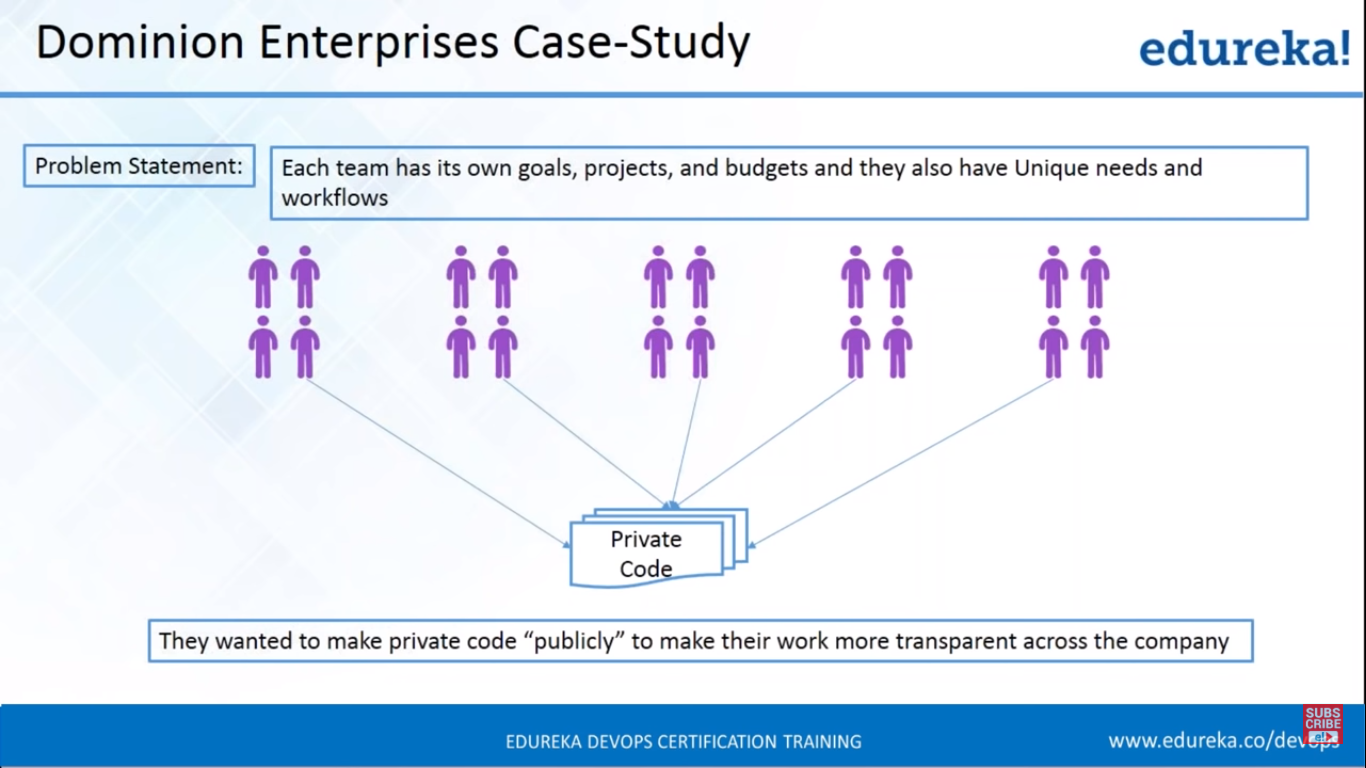 Dominion Enterprises Case-Study
edureka!
Problem Statement:
Each team has its own goals, projects, and budgets and they also have Unique needs and
workflows
Private
Code
They wanted to make private code “publicly” to make their work more transparent across the company
EDUREKA DEVOPS CERTIFICATION TRAINING
www.edureka.co/devops
SUBS
CRIBE
e!